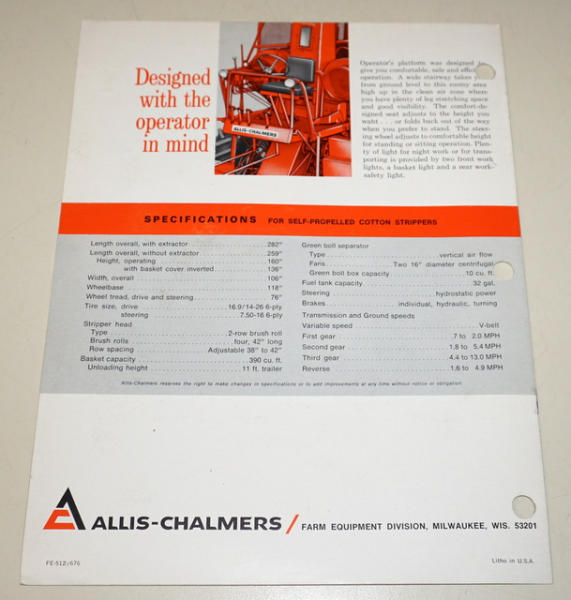 Designed
with the
operator
in mind
ALLIS-CHALMERS
Operator's platform was designed to
give you comfortable, safe and effici
operation. A wide stairway takes y
from ground level to this roomy area
high up in the clean air zone where
you have plenty of leg stretching space
and good visibility. The comfort-de-
signed seat adjusts to the height you
want . . . or folds back out of the way
when you prefer to stand. The steer-
ing wheel adjusts to comfortable height
for standing or sitting operation. Plen-
ty of light for night work or for trans-
porting is provided by two front work
lights, a basket light and a rear work-
safety light.
SPECIFICATIONS FOR SELF-PROPELLED COTTON STRIPPERS
Length overall, with extractor 282"
Length overall, without extractor 259"
Height, operating 160"
with basket cover inverted 136"
Width, overall 106"
Wheelbase 118"
Wheel tread, drive and steering 76"
Tire size, drive 16.9/14-26 6-ply
steering 7.50-16 6-ply
Stripper head
Type 2-row brush roll
Brush rolls four, 42" long
Row spacing Adjustable 38" to 42"
Basket capacity 390 cu. ft.
Unloading height 11 ft. trailer
Green boll separator
Type vertical air flow
Fans Two 16" diameter centrifugal
Green boll box capacity 10 cu. ft.
Fuel tank capacity 32 gal.
Steering hydrostatic power
Brakes individual, hydraulic, turning
Transmission and Ground speeds
Variable speed V-belt
First gear .7 to 2.0 MPH
Second gear 1.8 to 5.4 MPH
Third gear 4.4 to 13.0 MPH
Reverse 1.6 to 4.9 MPH
Allis-Chalmers reserves the right to make changes in specifications or to add improvements at any time without notice or obligation.
ALLIS-CHALMERS / FARM EQUIPMENT DIVISION, MILWAUKEE, WIS. 53201
FE-512/676
Litho in U.S.A.